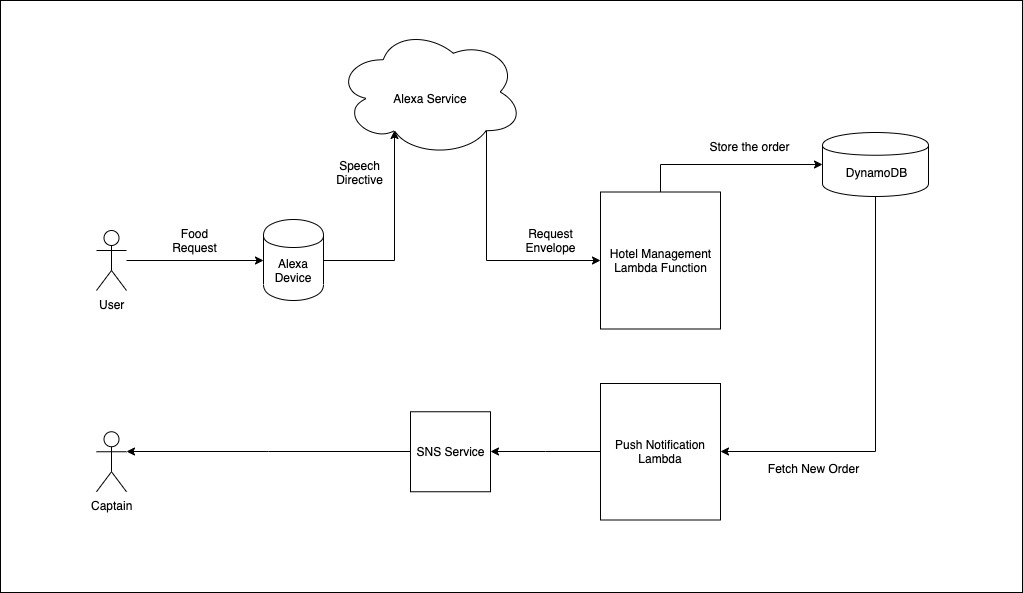 Alexa Service
Store the order
DynamoDB
Speech
Directive
Food
Request
Request
Envelope
Alexa
Device
Hotel Management
Lambda Function
User
Push Notification
Lambda
SNS Service
Fetch New Order
Captain